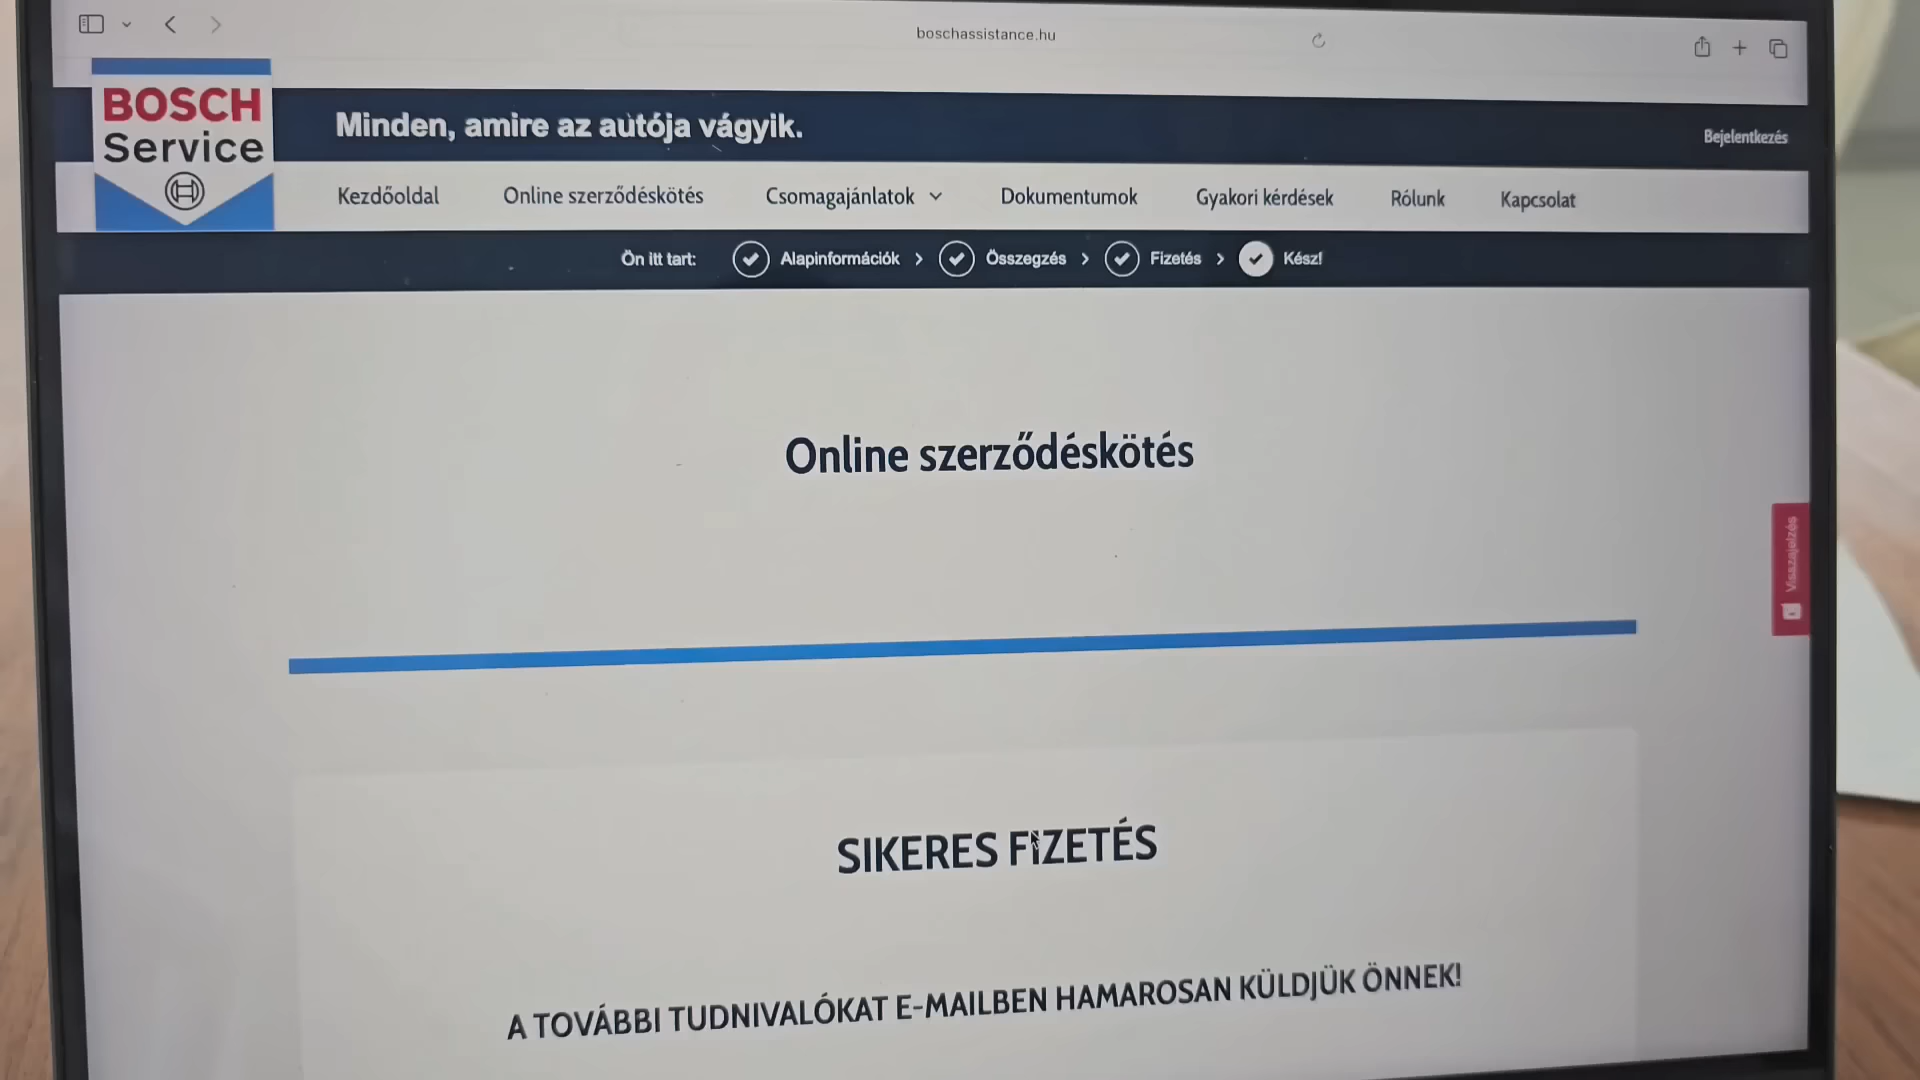 boschassistance.hu
BOSCH
Service
Minden, amire az autója vágyik.
Bejelentkezés
Kezdőoldal Online szerződéskötés Csomagajánlatok Dokumentumok Gyakori kérdések Rólunk Kapcsolat
Ön itt tart: Alapinformációk > Összegzés > Fizetés > Kész!
Online szerződéskötés
Visszajelzés
SIKERES FIZETÉS
A TOVÁBBI TUDNIVALÓKAT E-MAILBEN HAMAROSAN KÜLDJÜK ÖNNEK!